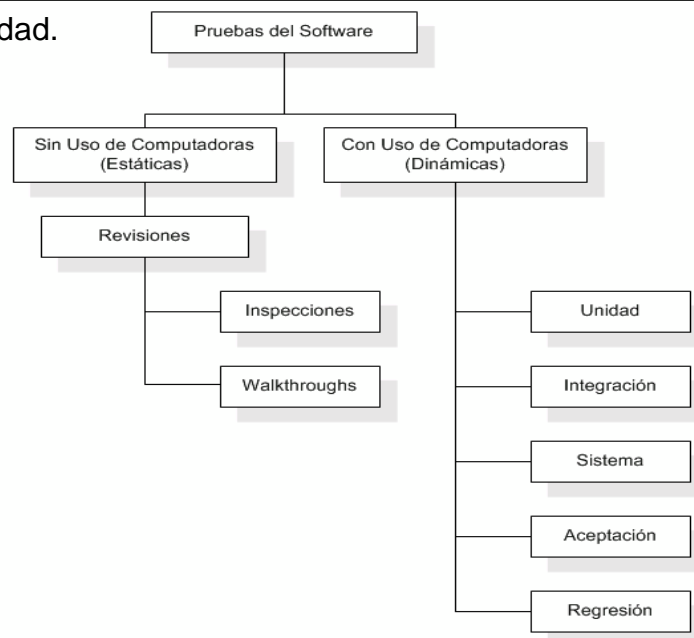 dad.
Pruebas del Software
Sin Uso de Computadoras
(Estáticas)
Con Uso de Computadoras
(Dinámicas)
Revisiones
Inspecciones
Walkthroughs
Unidad
Integración
Sistema
Aceptación
Regresión